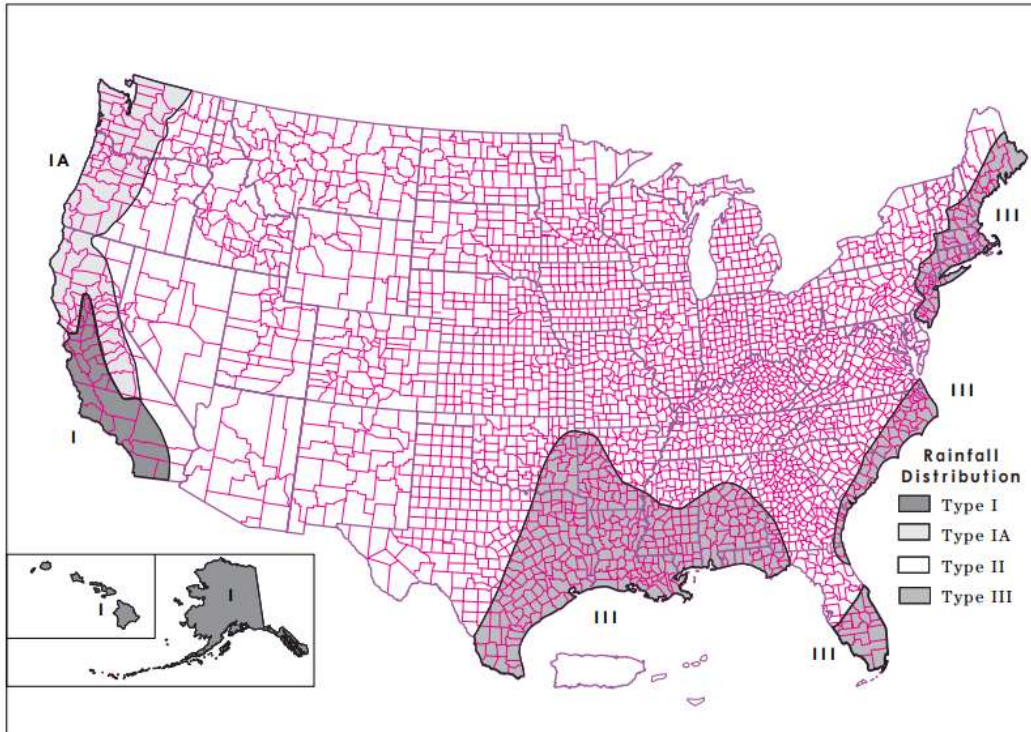 IA
III
III
I
Rainfall
Distribution
Type I
Type IA
Type II
Type III
I
I
III
III